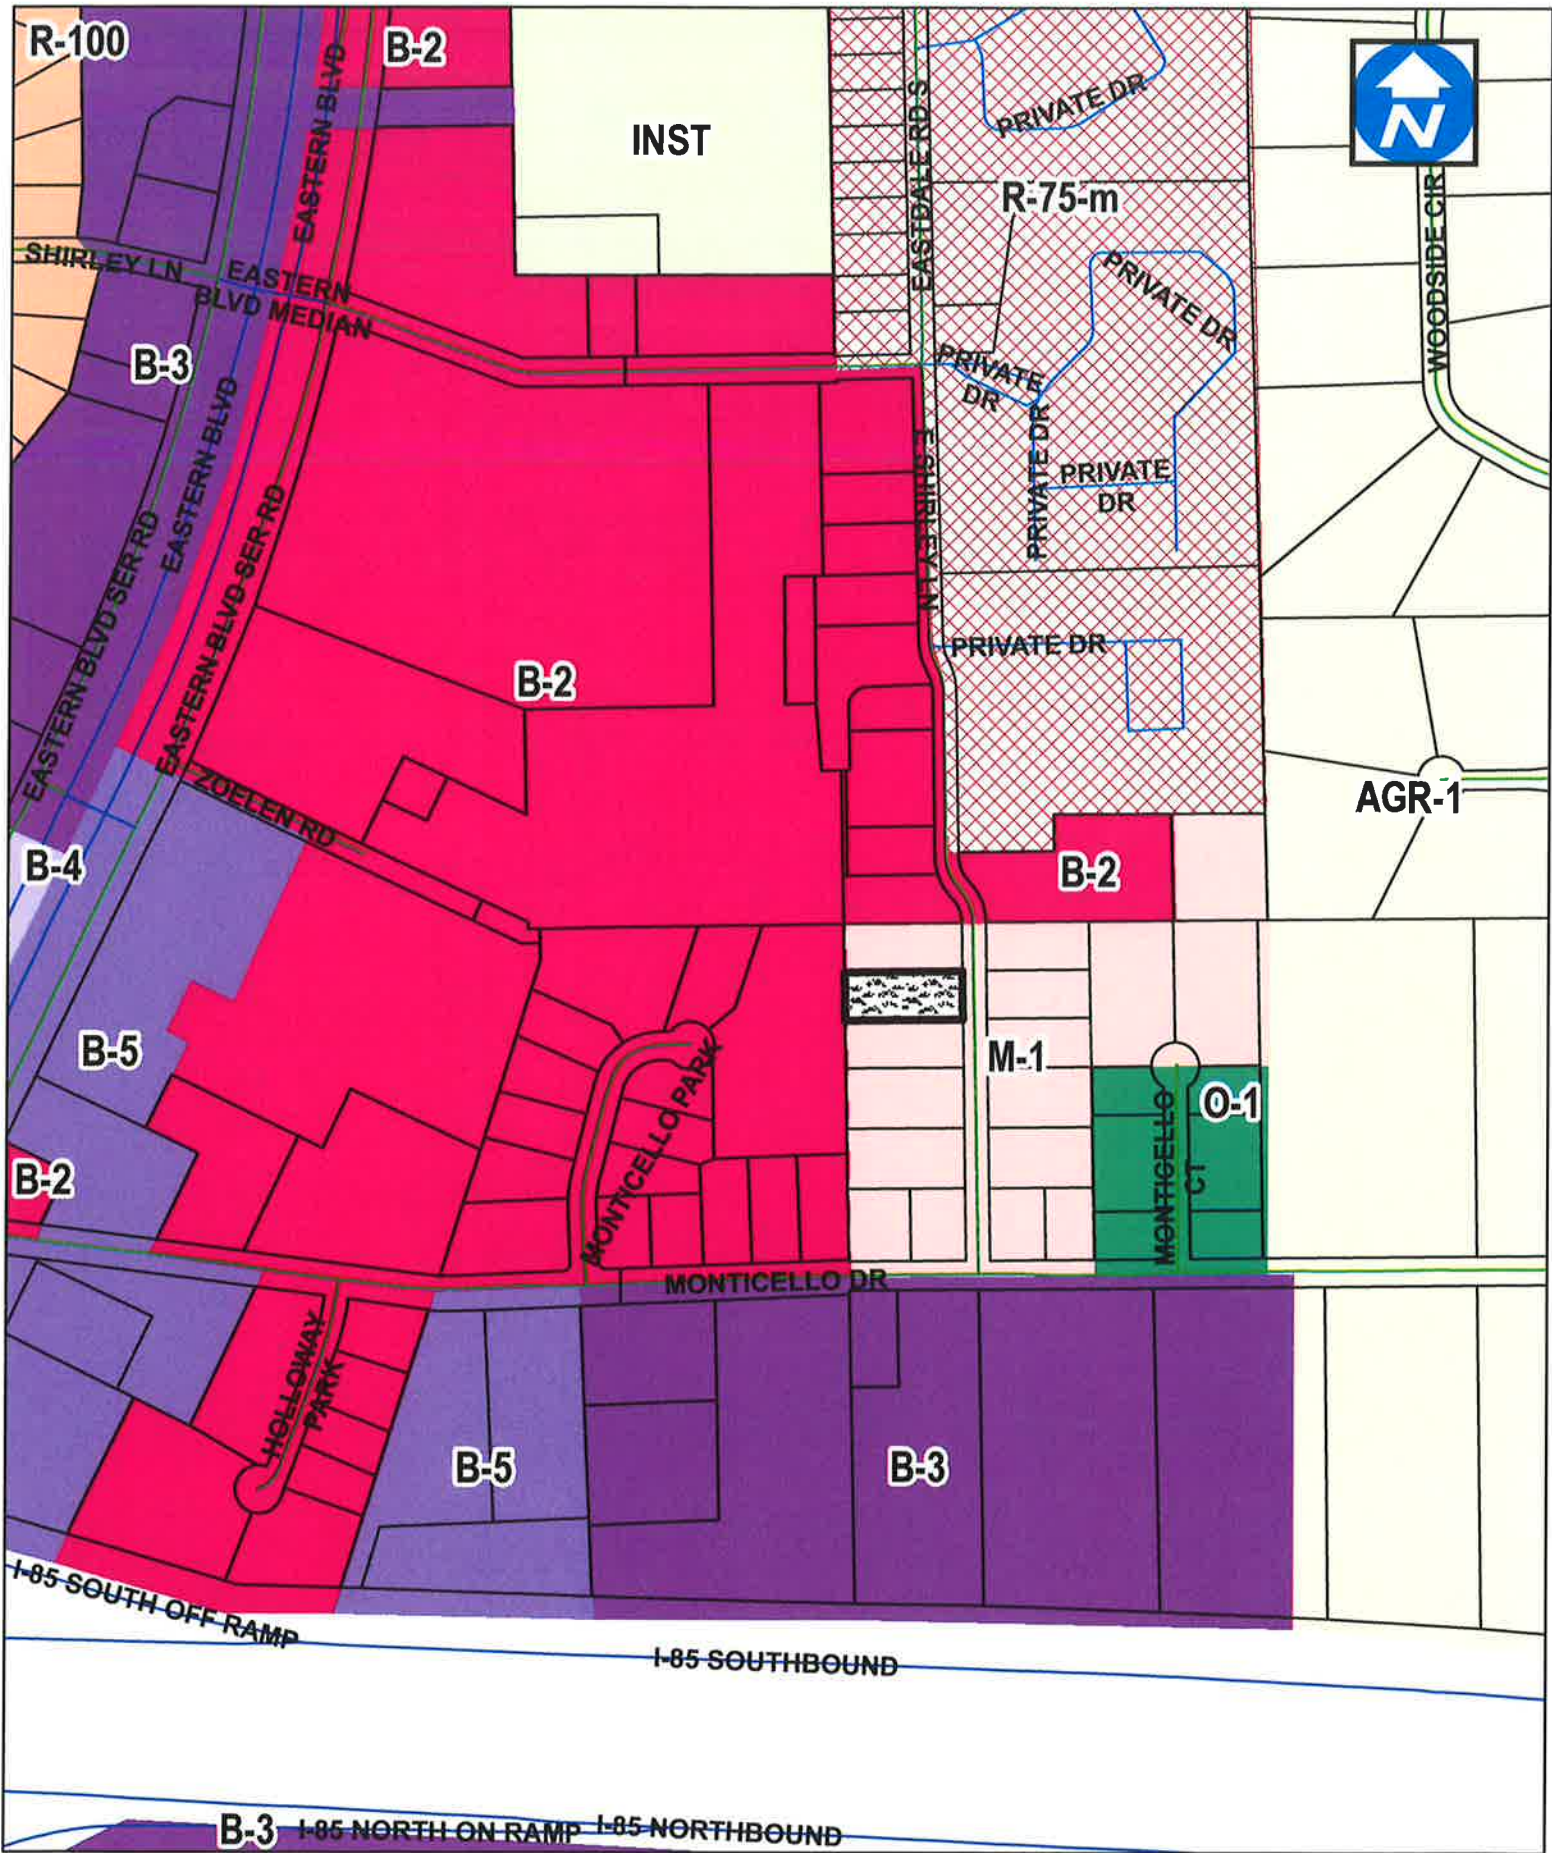 R-100
B-2
EASTERN BLVD
INST
EASTDALE RD S
PRIVATE DR
N
R-75-m
WOODSIDE CIR
SHIRLEY LN
EASTERN
BLVD MEDIAN
PRIVATE DR
B-3
PRIVATE
DR
EASTERN BLVD
PRIVATE DR
E SHIRLEY LN
PRIVATE
DR
EASTERN BLVD SER RD
EASTERN BLVD SER RD
PRIVATE DR
B-2
ZOELEN RD
AGR-1
B-4
B-2
B-5
M-1
MONTICELLO PARK
O-1
MONTICELLO
CT
B-2
MONTICELLO DR
HOLLOWAY
PARK
B-5
B-3
I-85 SOUTH OFF RAMP
I-85 SOUTHBOUND
B-3
I-85 NORTH ON RAMP
I-85 NORTHBOUND